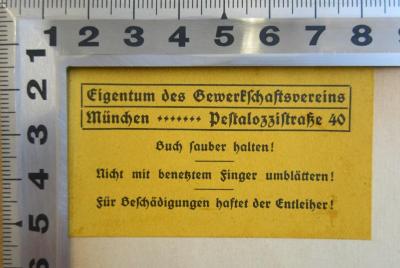 1 2 3 4 5 6 7 8
1
2
3
4
5
Eigentum des Gewerkschaftsvereins
München ······· Pestalozzistraße 40
Buch sauber halten!
Nicht mit benetztem Finger umblättern!
Für Beschädigungen haftet der Entleiher!